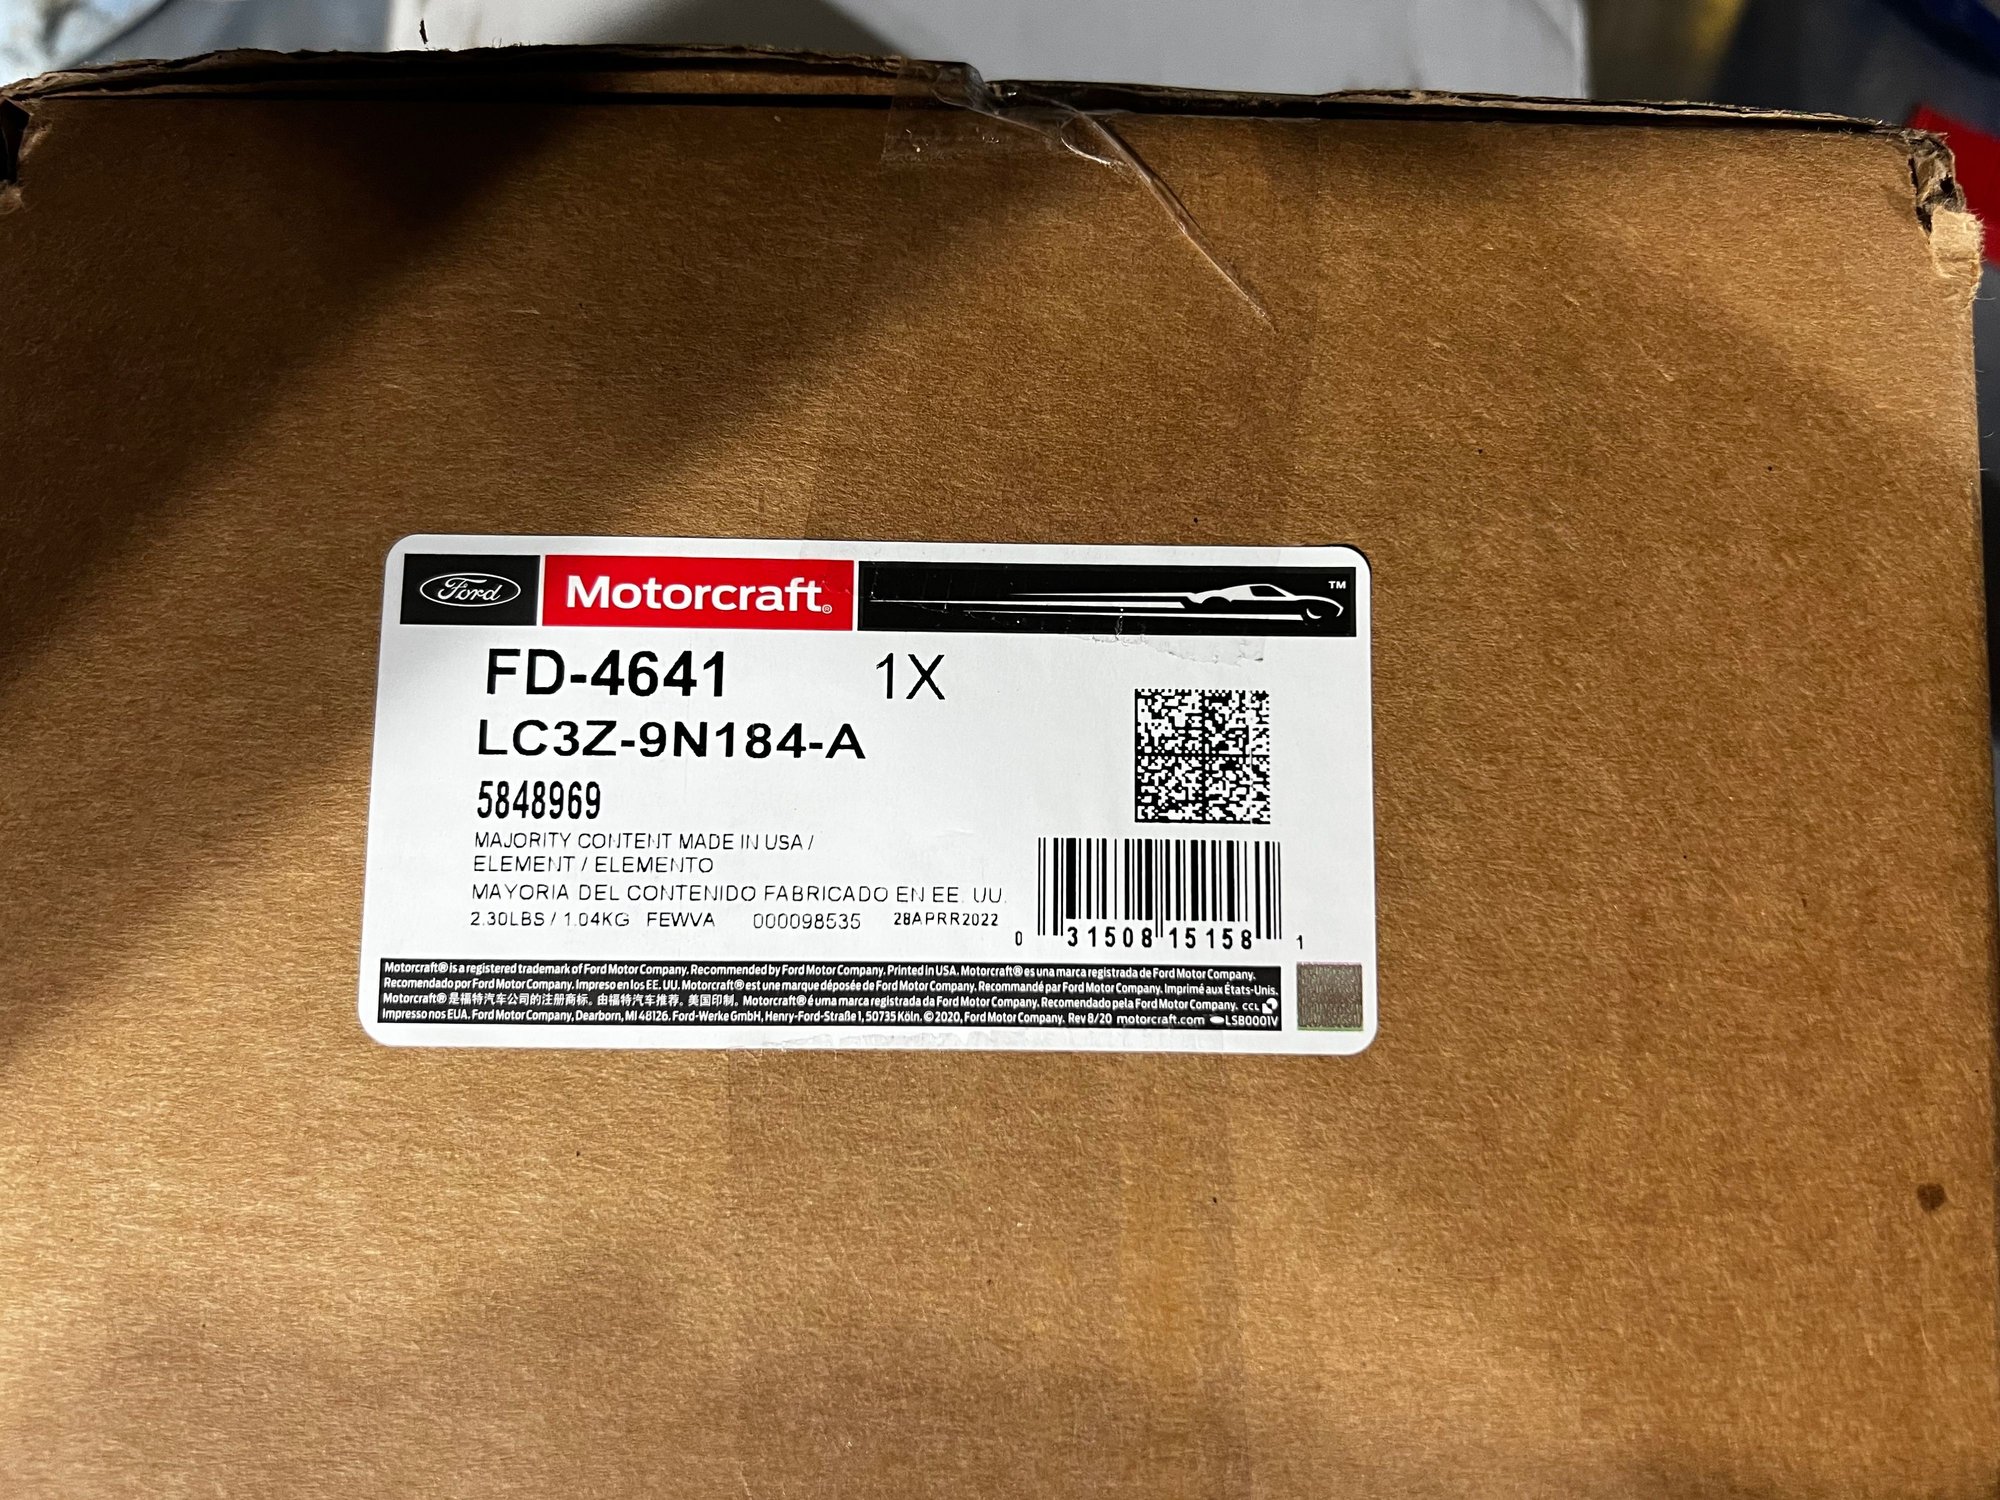 Ford Motorcraft® TM
FD-4641 1X
LC3Z-9N184-A
5848969
MAJORITY CONTENT MADE IN USA /
ELEMENT / ELEMENTO
MAYORIA DEL CONTENIDO FABRICADO EN EE. UU.
2.30LBS / 1.04KG FEWVA 000098535 28APRR2022
0 31508 15158 1
Motorcraft® is a registered trademark of Ford Motor Company. Recommended by Ford Motor Company. Printed in USA. Motorcraft® es una marca registrada de Ford Motor Company.
Recomendado por Ford Motor Company. Impreso en los EE. UU. Motorcraft® est une marque déposée de Ford Motor Company. Recommandé par Ford Motor Company. Imprimé aux États-Unis.
Motorcraft® 是福特汽车公司的注册商标。由福特汽车推荐。美国印制。 Motorcraft® é uma marca registrada da Ford Motor Company. Recomendado pela Ford Motor Company. CCL
Impresso nos EUA. Ford Motor Company, Dearborn, MI 48126. Ford-Werke GmbH, Henry-Ford-Straße 1, 50735 Köln. © 2020, Ford Motor Company. Rev 8/20 motorcraft.com LSB0001V